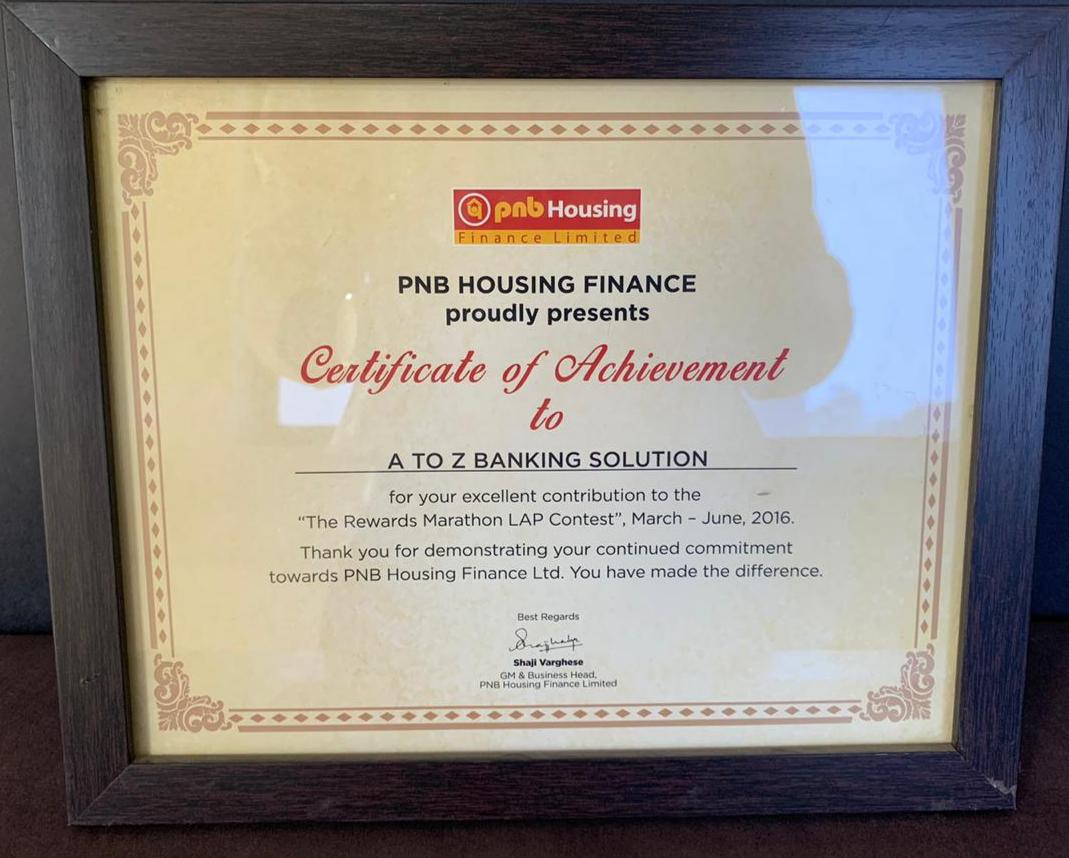 pnb Housing
Finance Limited
PNB HOUSING FINANCE
proudly presents
Certificate of Achievement
to
A TO Z BANKING SOLUTION
for your excellent contribution to the
“The Rewards Marathon LAP Contest”, March – June, 2016.
Thank you for demonstrating your continued commitment
towards PNB Housing Finance Ltd. You have made the difference.
Best Regards
Shaji Varghese
GM & Business Head,
PNB Housing Finance Limited